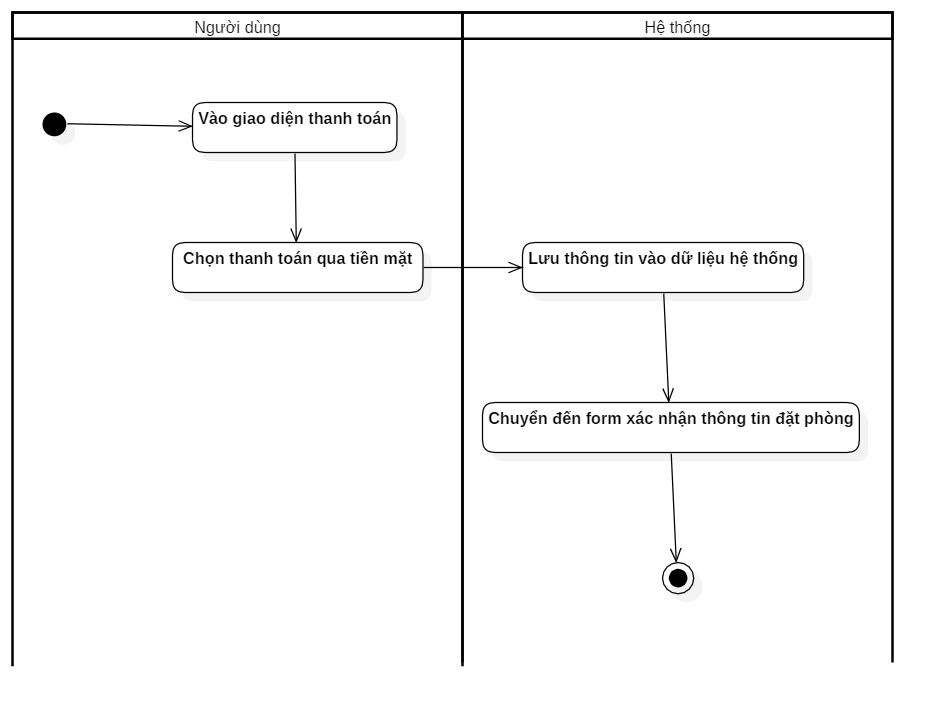 Người dùng
Hệ thống
Vào giao diện thanh toán
Chọn thanh toán qua tiền mặt
Lưu thông tin vào dữ liệu hệ thống
Chuyển đến form xác nhận thông tin đặt phòng